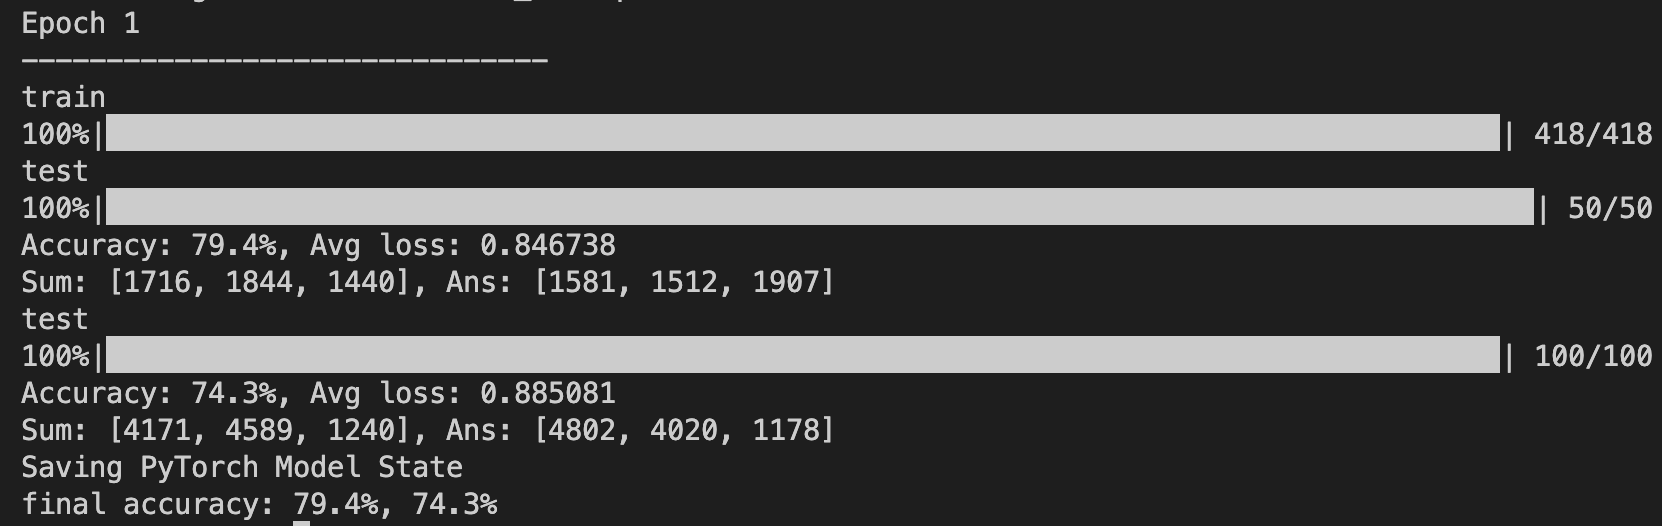 Epoch 1
-------------------------------
train
100%|██████████| 418/418
test
100%|██████████| 50/50
Accuracy: 79.4%, Avg loss: 0.846738
Sum: [1716, 1844, 1440], Ans: [1581, 1512, 1907]
test
100%|██████████| 100/100
Accuracy: 74.3%, Avg loss: 0.885081
Sum: [4171, 4589, 1240], Ans: [4802, 4020, 1178]
Saving PyTorch Model State
final accuracy: 79.4%, 74.3%